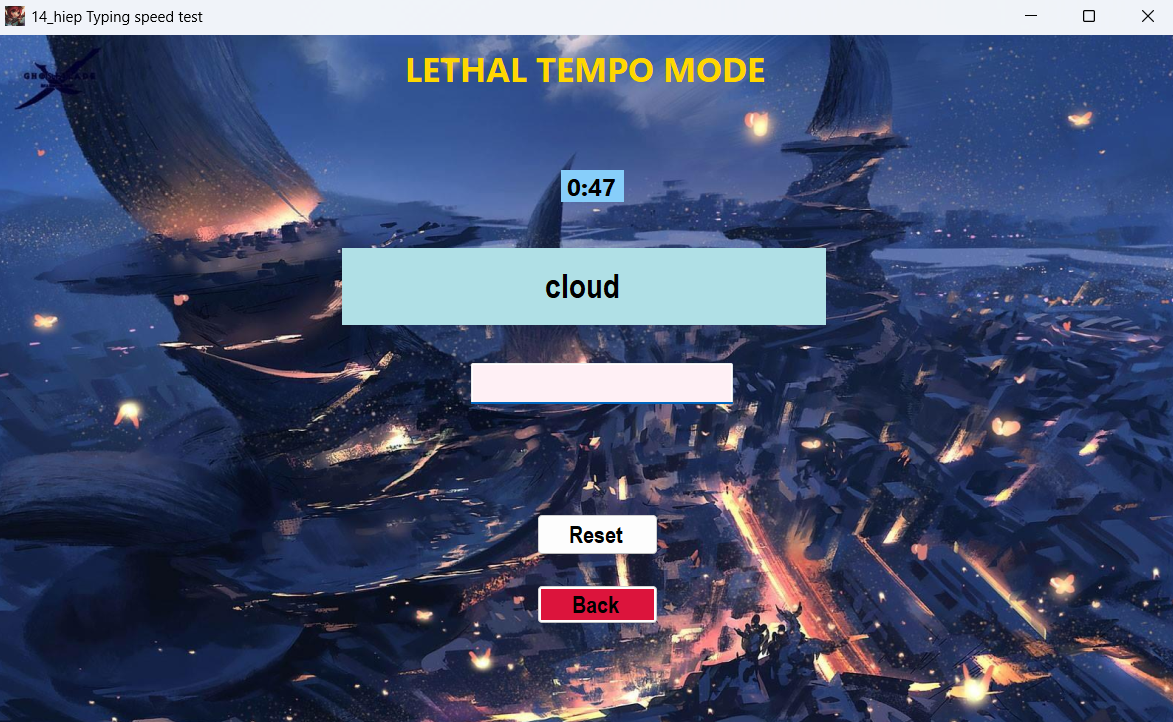 14_hiep Typing speed test
LETHAL TEMPO MODE
0:47
cloud
Reset
Back